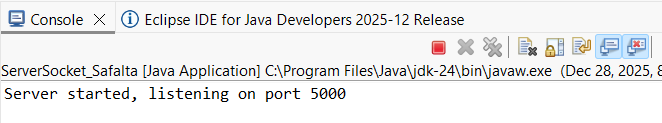 Console Eclipse IDE for Java Developers 2025-12 Release
ServerSocket_Safalta [Java Application] C:\Program Files\Java\jdk-24\bin\javaw.exe (Dec 28, 2025, 8
Server started, listening on port 5000